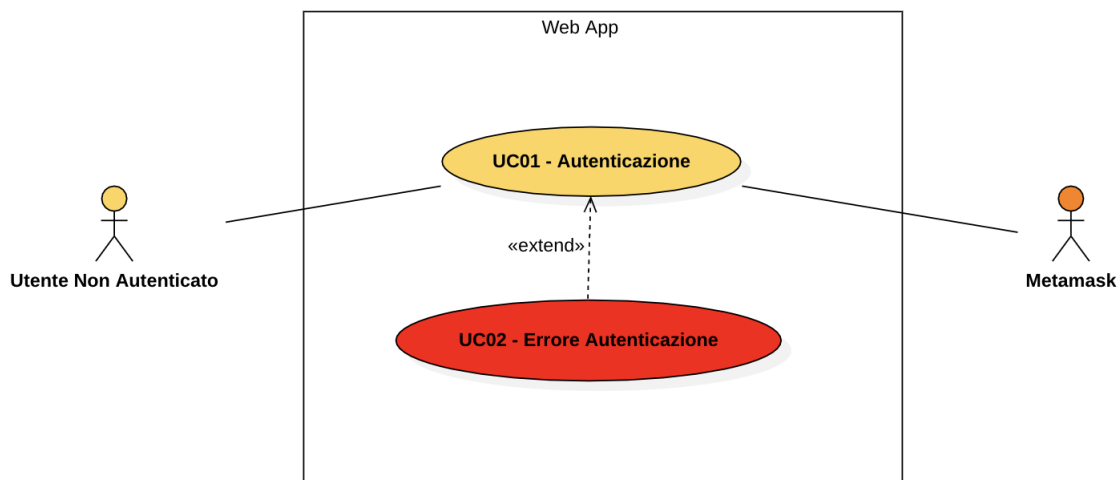 Web App
UC01 - Autenticazione
«extend»
Utente Non Autenticato
Metamask
UC02 - Errore Autenticazione